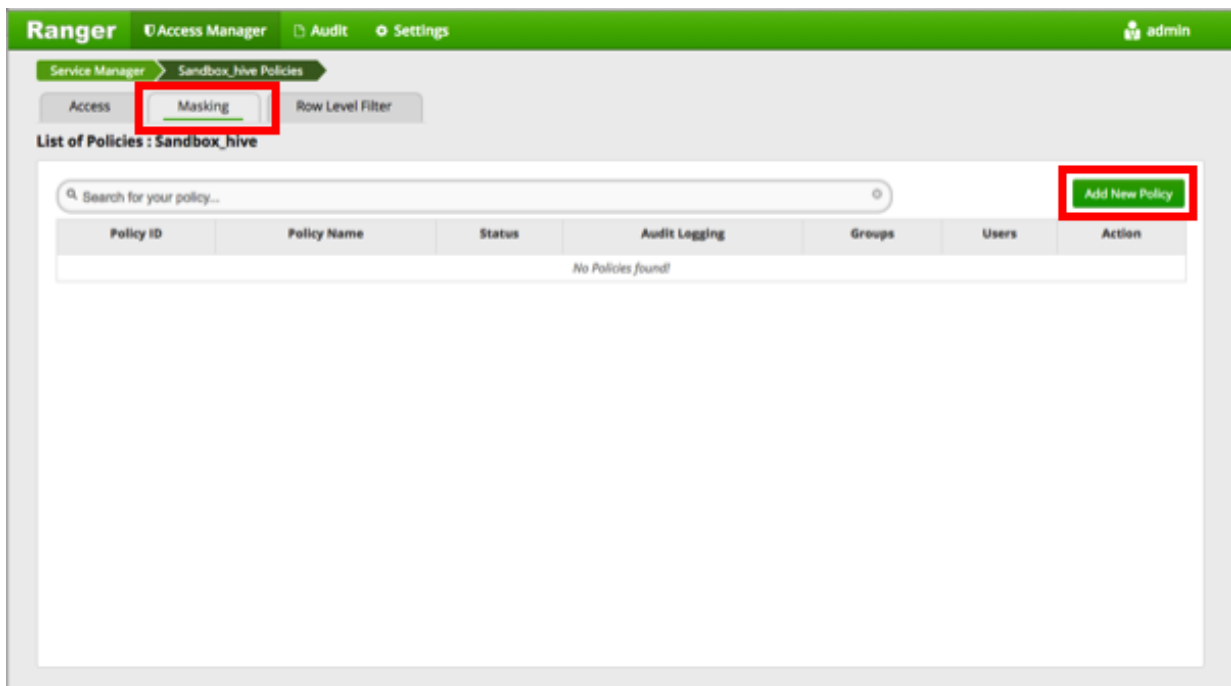 Ranger Access Manager Audit Settings admin
Service Manager Sandbox_hive Policies
Access Masking Row Level Filter
List of Policies : Sandbox_hive
Search for your policy... Add New Policy
Policy ID Policy Name Status Audit Logging Groups Users Action
No Policies found!